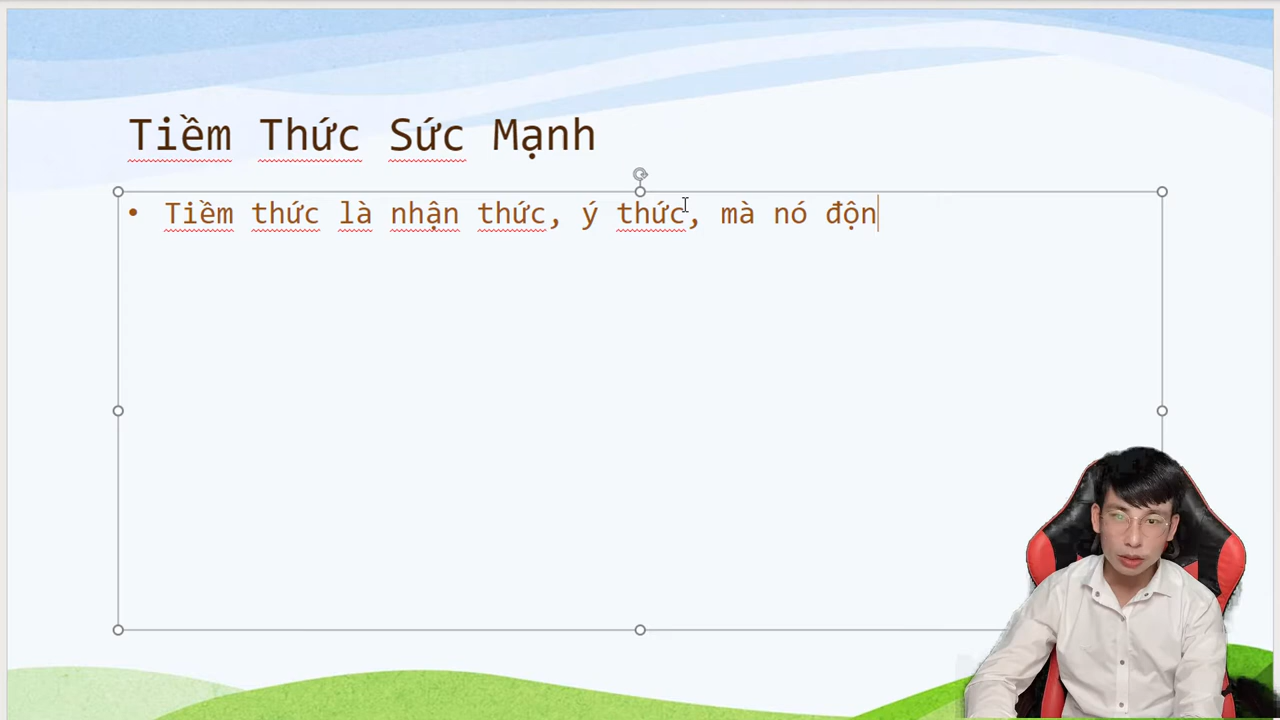 Tiềm Thức Sức Mạnh
• Tiềm thức là nhận thức, ý thức, mà nó độn